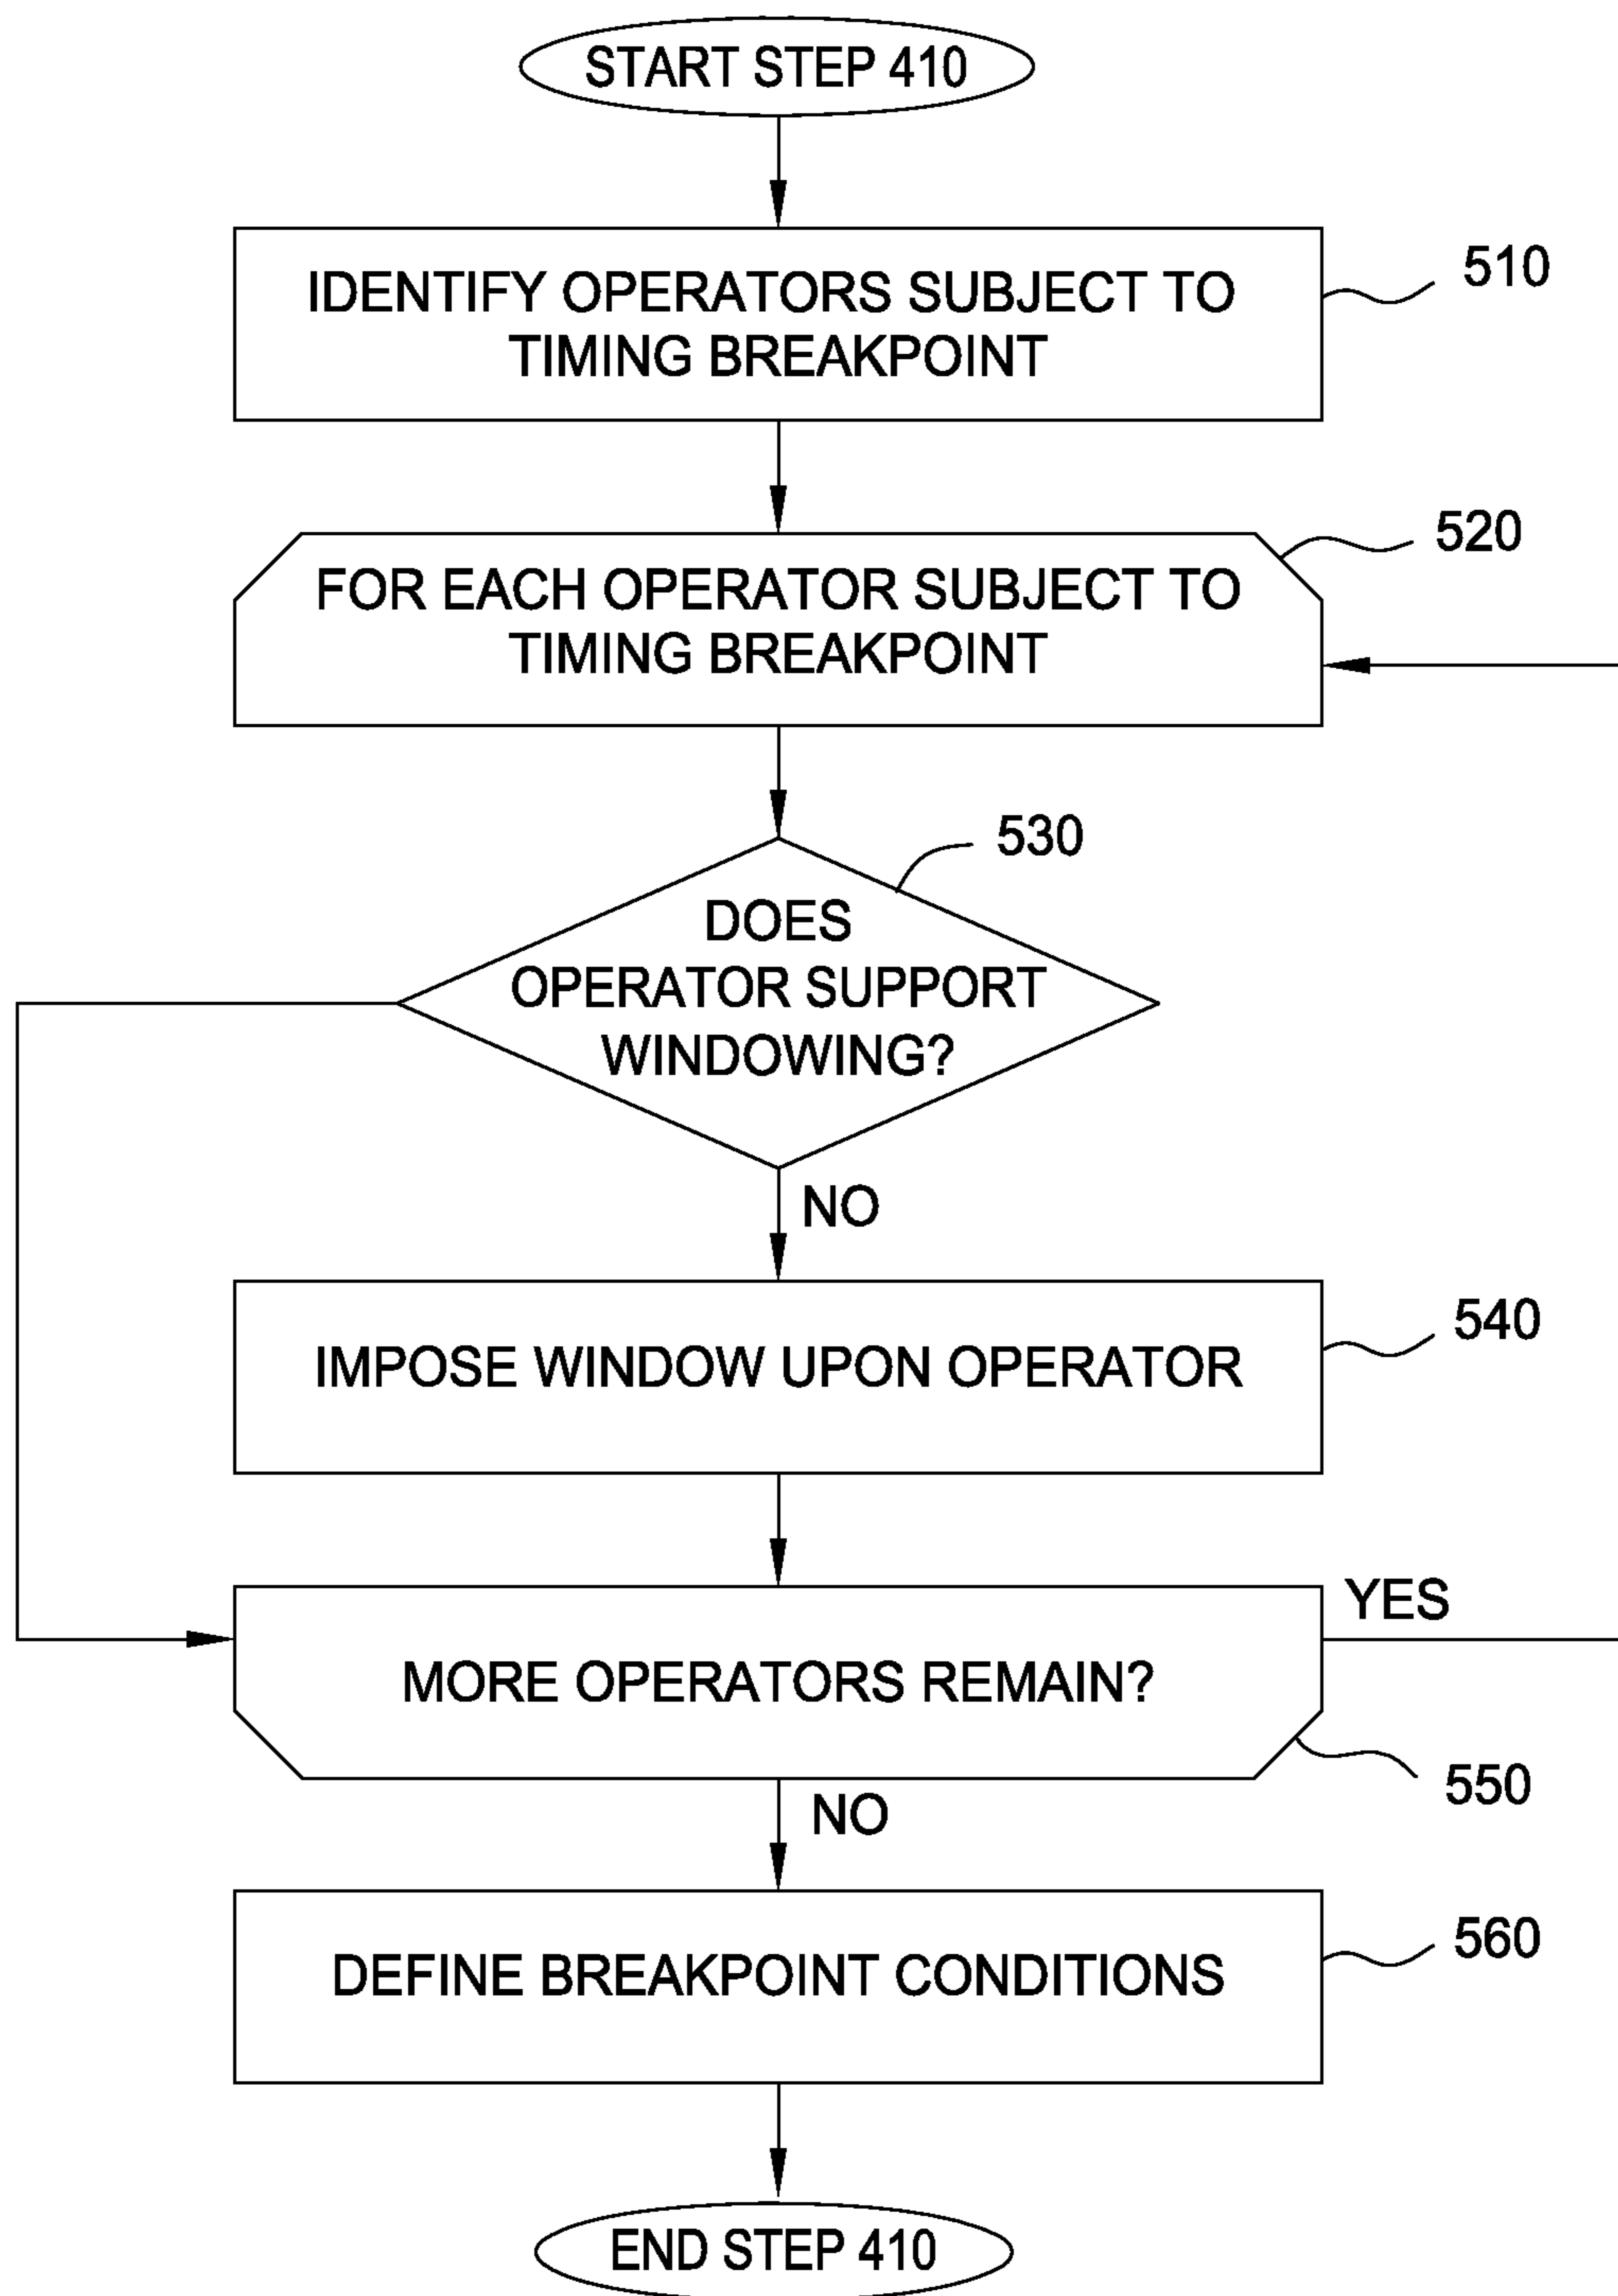 START STEP 410
IDENTIFY OPERATORS SUBJECT TO
TIMING BREAKPOINT
510
FOR EACH OPERATOR SUBJECT TO
TIMING BREAKPOINT
520
530
DOES
OPERATOR SUPPORT
WINDOWING?
NO
IMPOSE WINDOW UPON OPERATOR
540
YES
MORE OPERATORS REMAIN?
550
NO
DEFINE BREAKPOINT CONDITIONS
560
END STEP 410